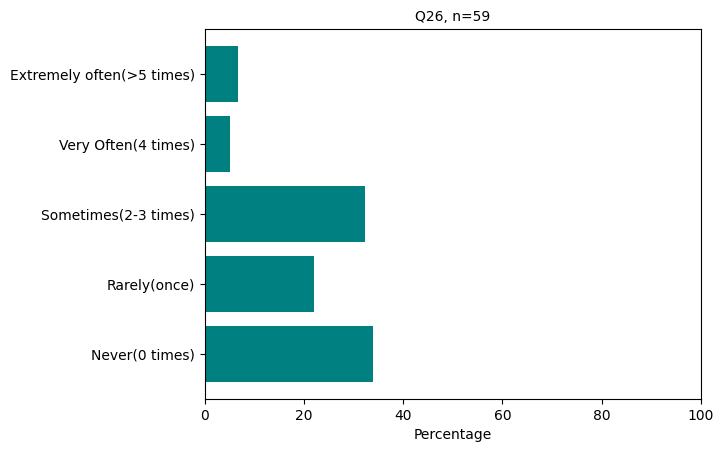 Q26, n=59
Extremely often(>5 times)
Very Often(4 times)
Sometimes(2-3 times)
Rarely(once)
Never(0 times)
0 20 40 60 80 100
Percentage